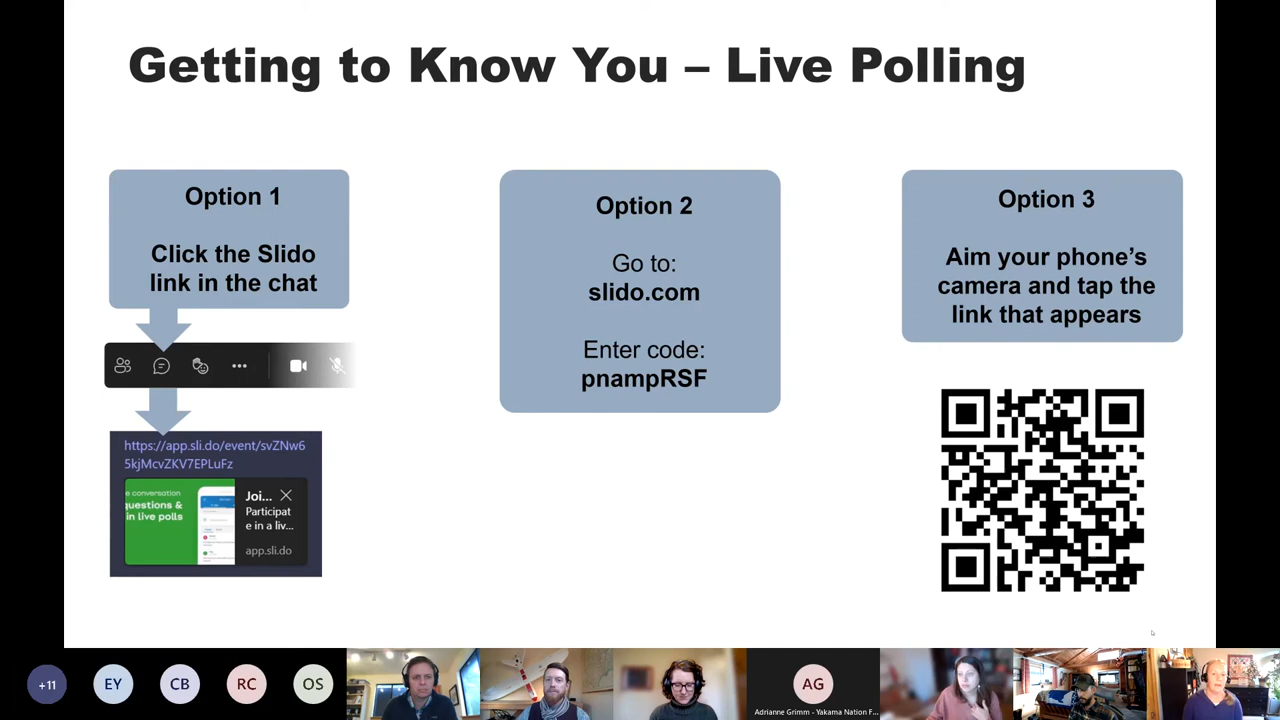 Getting to Know You – Live Polling
Option 1
Click the Slido
link in the chat
https://app.sli.do/event/svZNw6
5kjMcvZKV7EPLuFz
e conversation
questions &
in live polls
Joi...
Participat
e in a liv...
app.sli.do
Option 2
Go to:
slido.com
Enter code:
pnampRSF
Option 3
Aim your phone’s
camera and tap the
link that appears
+11
EY
CB
RC
OS
AG
Adrianne Grimm - Yakama Nation F...